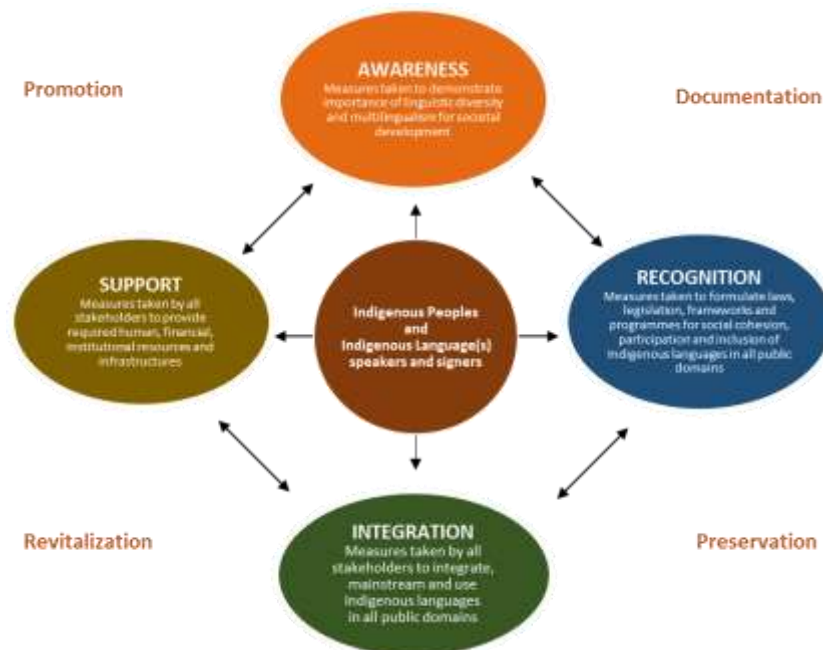 AWARENESS
Measures taken to demonstrate
importance of linguistic diversity
and multilingualism for societal
development
Promotion
Documentation
SUPPORT
Measures taken by all
stakeholders to provide
required human, financial,
institutional resources and
infrastructures
Indigenous Peoples
and
Indigenous Language(s)
speakers and signers
RECOGNITION
Measures taken to formulate laws,
legislation, frameworks and
programmes for social cohesion,
participation and inclusion of
Indigenous languages in all public
domains
Revitalization
INTEGRATION
Measures taken by all
stakeholders to integrate,
mainstream and use
Indigenous languages
in all public domains
Preservation